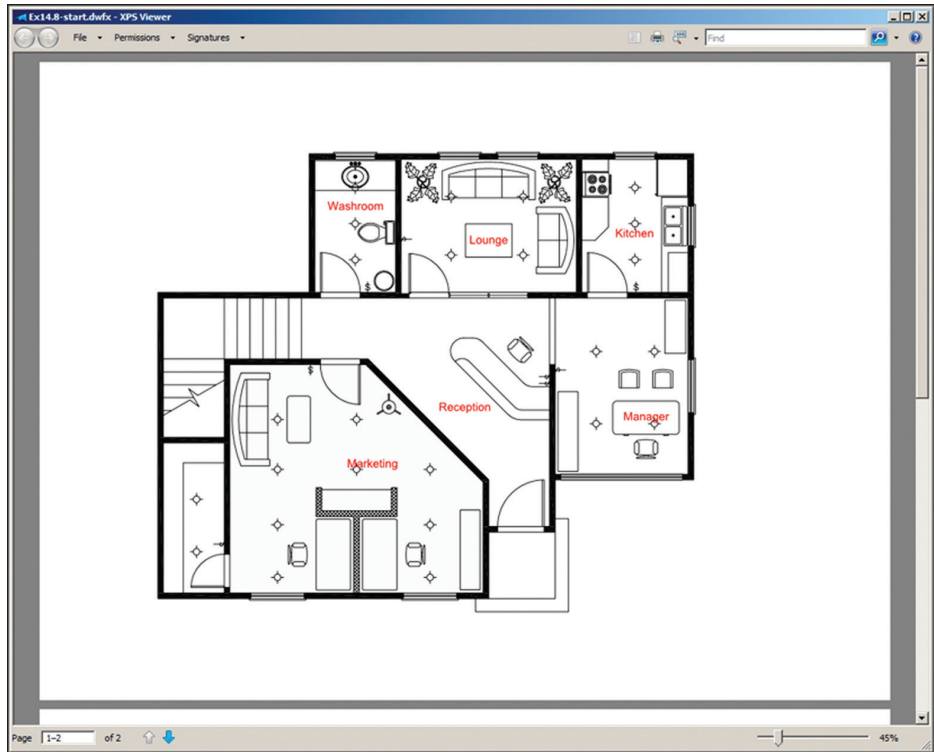 Ex14.8-start.dwfx - XPS Viewer
File Permissions Signatures Find
Washroom
Lounge
Kitchen
$ $
$
Reception
Manager
Marketing
Page 1-2 of 2 45%